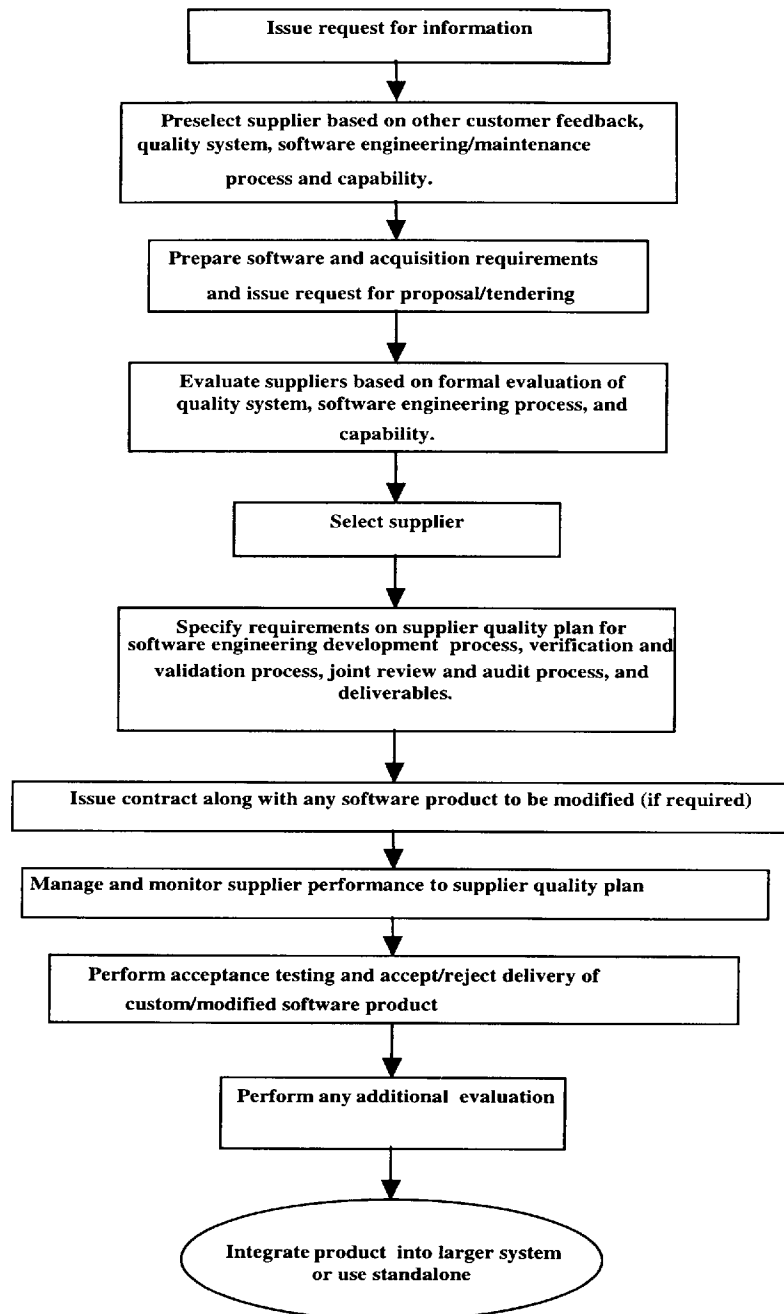 Issue request for information
Preselect supplier based on other customer feedback,
quality system, software engineering/maintenance
process and capability.
Prepare software and acquisition requirements
and issue request for proposal/tendering
Evaluate suppliers based on formal evaluation of
quality system, software engineering process, and
capability.
Select supplier
Specify requirements on supplier quality plan for
software engineering development process, verification and
validation process, joint review and audit process, and
deliverables.
Issue contract along with any software product to be modified (if required)
Manage and monitor supplier performance to supplier quality plan
Perform acceptance testing and accept/reject delivery of
custom/modified software product
Perform any additional evaluation
Integrate product into larger system
or use standalone